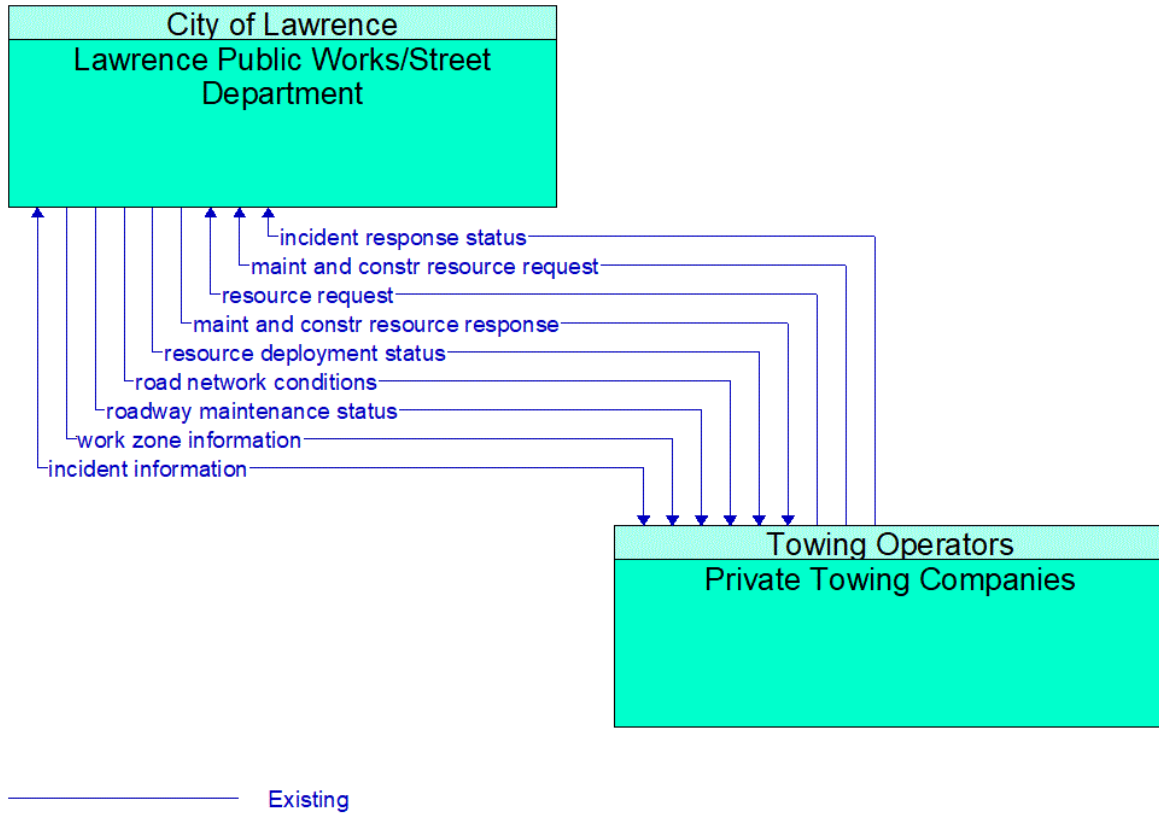 City of Lawrence
Lawrence Public Works/Street
Department
incident response status
maint and constr resource request
resource request
maint and constr resource response
resource deployment status
road network conditions
roadway maintenance status
work zone information
incident information
Towing Operators
Private Towing Companies
Existing